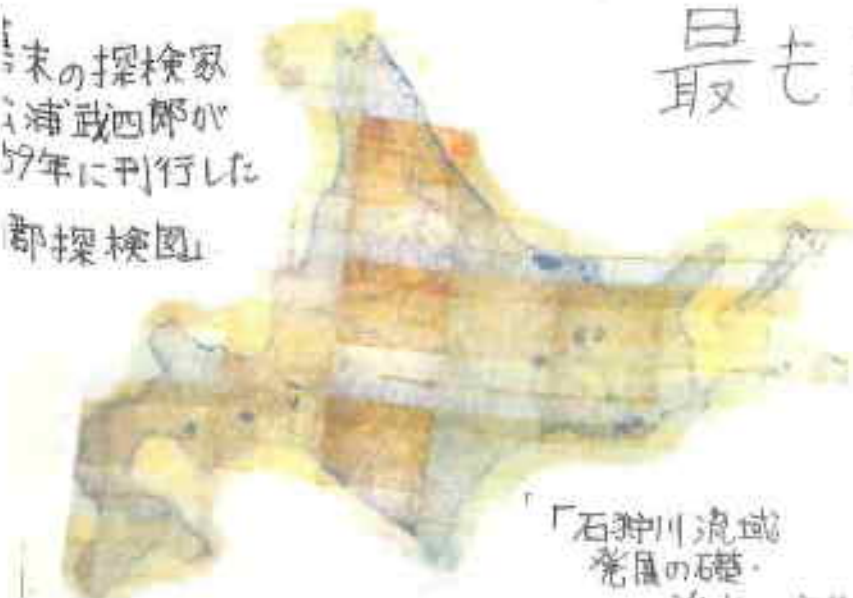 末の探検家
浦武四郎が
59年に刊行した
郡探検図」
最も
「石狩川流域
発展の礎・